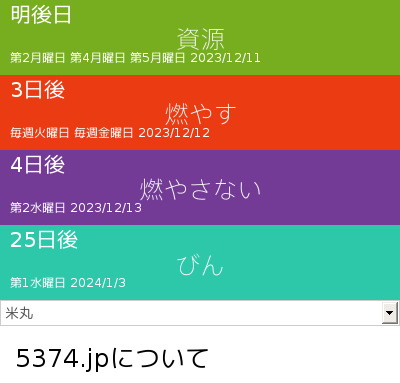 明後日
資源
第2月曜日 第4月曜日 第5月曜日 2023/12/11
3日後
燃やす
毎週火曜日 毎週金曜日 2023/12/12
4日後
燃やさない
第2水曜日 2023/12/13
25日後
びん
第1水曜日 2024/1/3
米丸
5374.jpについて